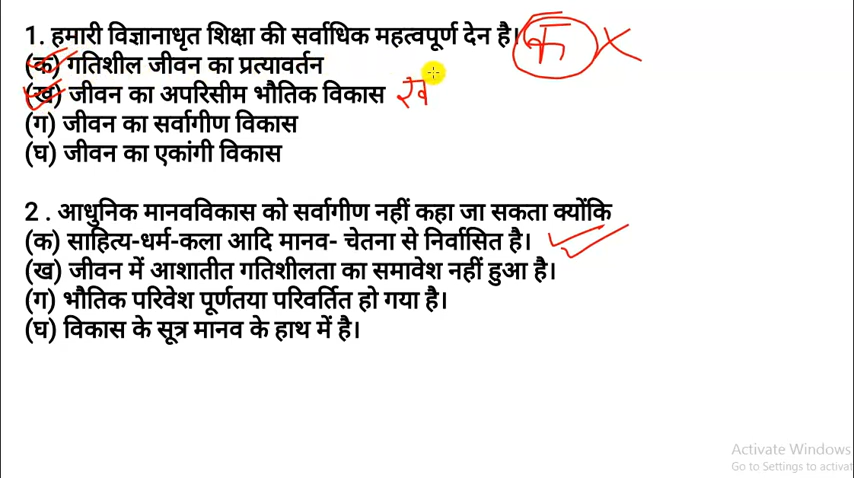 1. हमारी विज्ञानाधृत शिक्षा की सर्वाधिक महत्वपूर्ण देन है। क
(क) गतिशील जीवन का प्रत्यावर्तन
(ख) जीवन का अपरिसीम भौतिक विकास ख
(ग) जीवन का सर्वागीण विकास
(घ) जीवन का एकांगी विकास
2 . आधुनिक मानवविकास को सर्वागीण नहीं कहा जा सकता क्योंकि
(क) साहित्य-धर्म-कला आदि मानव- चेतना से निर्वासित है।
(ख) जीवन में आशातीत गतिशीलता का समावेश नहीं हुआ है।
(ग) भौतिक परिवेश पूर्णतया परिवर्तित हो गया है।
(घ) विकास के सूत्र मानव के हाथ में है।
Activate Windows
Go to Settings to activat